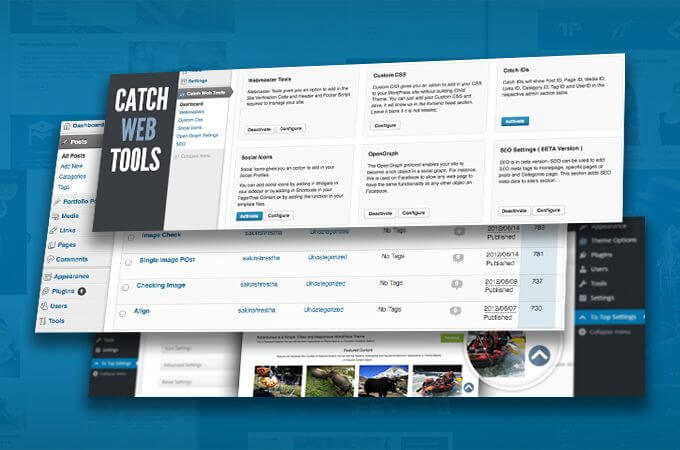 CATCH
WEB
TOOLS
Settings
Catch Web Tools
Dashboard
Webmasters
Custom Css
Social Icons
Open Graph Settings
SEO
Collapse menu
Webmaster Tools
Webmaster Tools gives you an option to add in the
Site Verification Code and Header and Footer Script
required to manage your site.
Deactivate
Configure
Custom CSS
Custom CSS gives you an option to add in your CSS
to your WordPress site without building Child
Theme. You can just add your Custom CSS and
save, it will show up in the frontend head section.
Leave it blank if it is not needed.
Configure
Catch IDs
Catch IDs will show Post ID, Page ID, Media ID,
Links ID, Category ID, Tag ID and UserID in the
respective admin section table.
Activate
Social Icons
Social Icons gives you an option to add in your
Social Profiles.
You can add social icons by adding in Widgets in
your sidebar or by adding in Shortcode in your
Page/Post Content or by adding the function in your
template files.
Activate
Configure
OpenGraph
The OpenGraph protocol enables your site to
become a rich object in a social graph. For instance,
this is used on Facebook to allow any web page to
have the same functionality as any other object on
Facebook.
Deactivate
Configure
SEO Settings ( BETA Version )
SEO is in beta version. SEO can be used to add
SEO meta tags to Homepage, specific Pages or
Posts and Categories page. This section adds SEO
meta data to site's section.
Deactivate
Configure
Dashboard
Posts
All Posts
Add New
Categories
Tags
Media
Links
Pages
Comments
Appearance
Plugins
Users
Tools
Image Check
sakinshrestha
Uncategorized
No Tags
0
2012/06/14
Published
Single Image POst
sakinshrestha
Uncategorized
No Tags
0
2012/06/14
Published
781
Checking Image
sakinshrestha
Uncategorized
No Tags
0
2012/06/09
Published
737
Align
sakinshrestha
Uncategorized
No Tags
0
2012/06/07
Published
730
Appearance
Theme Options
Plugins
Users
Tools
Settings
To Top Settings
Collapse menu
Tools
Settings
To Top Settings
Collapse menu
Icon Settings
Advanced Settings
Reset Settings
Featured Content